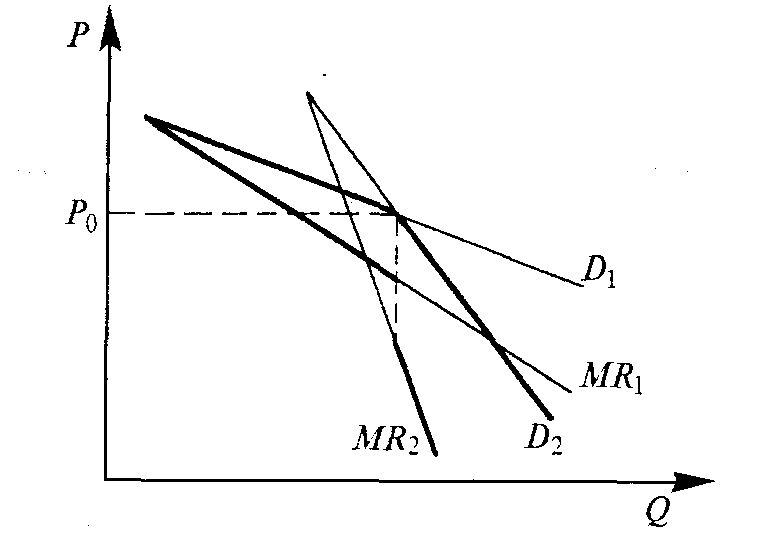 P
P₀
D₁
MR₁
MR₂
D₂
Q